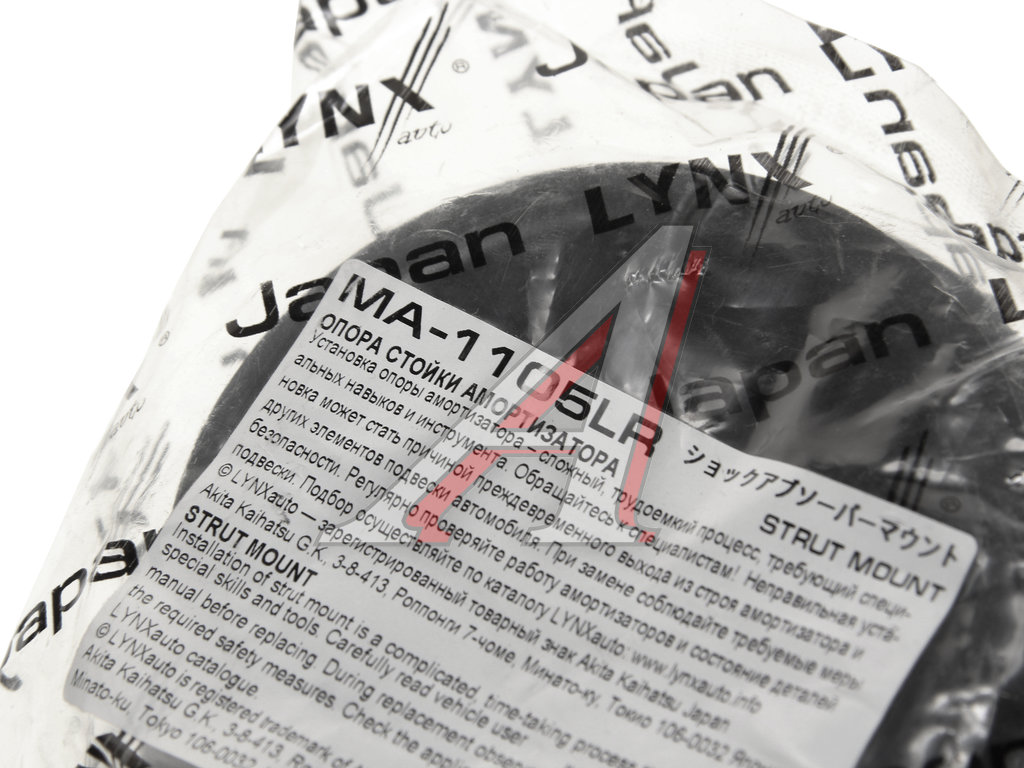 Japan
LYNX auto ®
Japan LYNX auto
Japan
Japan
MA-1105LR
ショックアブソーバーマウント
ОПОРА СТОЙКИ АМОРТИЗАТОРА
STRUT MOUNT
Установка опоры амортизатора - сложный, трудоемкий процесс, требующий специ-
альных навыков и инструмента. Обращайтесь к специалистам! Неправильная уста-
новка может стать причиной преждевременного выхода из строя амортизатора и
других элементов подвески автомобиля. При замене соблюдайте требуемые меры
безопасности. Регулярно проверяйте работу амортизаторов и состояние деталей
подвески. Подбор осуществляйте по каталогу LYNXauto: www.lynxauto.info
© LYNXauto — зарегистрированный товарный знак Akita Kaihatsu Japan
Akita Kaihatsu G.K., 3-8-413, Роппонги 7-чоме, Минато-ку, Токио 106-0032
STRUT MOUNT
Installation of strut mount is a complicated, time-taking process
special skills and tools. Carefully read vehicle user
manual before replacing. During replacement
the required safety measures. Check the
LYNXauto catalogue.
© LYNXauto is registered trademark of
Akita Kaihatsu G.K., 3-8-413,
Minato-ku, Tokyo 106-0032,